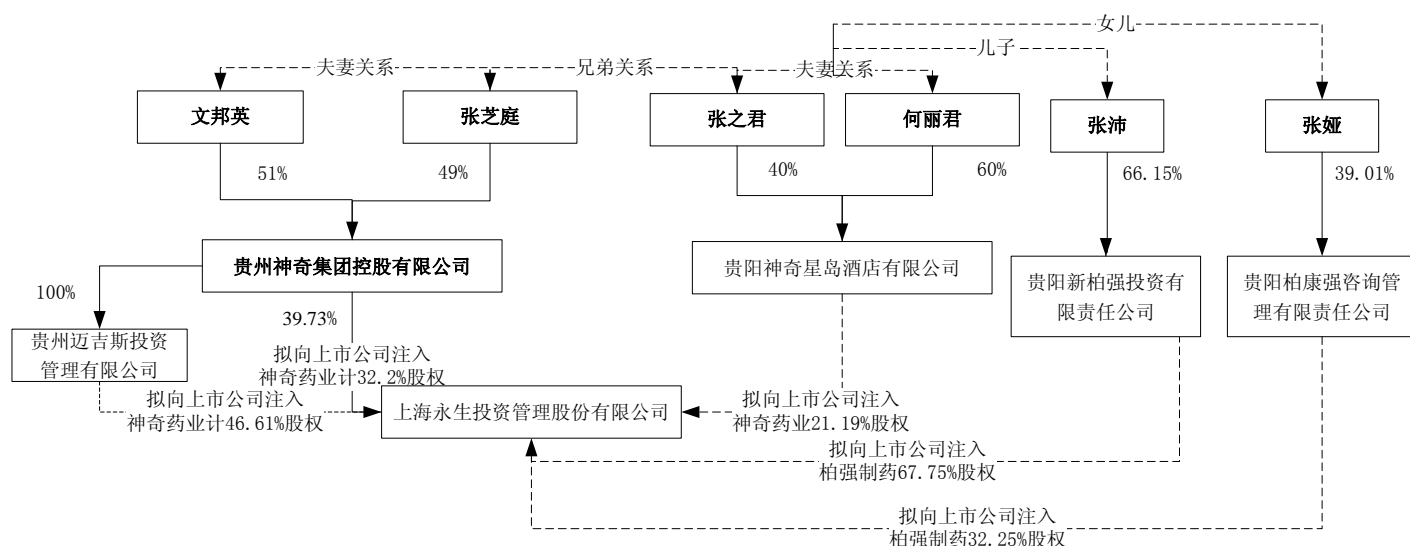 女儿
儿子
夫妻关系
兄弟关系
夫妻关系
文邦英
张芝庭
张之君
何丽君
张沛
张娅
51%
49%
40%
60%
66.15%
39.01%
贵州神奇集团控股有限公司
贵阳神奇星岛酒店有限公司
贵阳新柏强投资有
限责任公司
贵阳柏康强咨询管
理有限责任公司
100%
39.73%
贵州迈吉斯投资
管理有限公司
拟向上市公司注入
神奇药业计32.2%股权
拟向上市公司注入
神奇药业计46.61%股权
上海永生投资管理股份有限公司
拟向上市公司注入
神奇药业21.19%股权
拟向上市公司注入
柏强制药67.75%股权
拟向上市公司注入
柏强制药32.25%股权